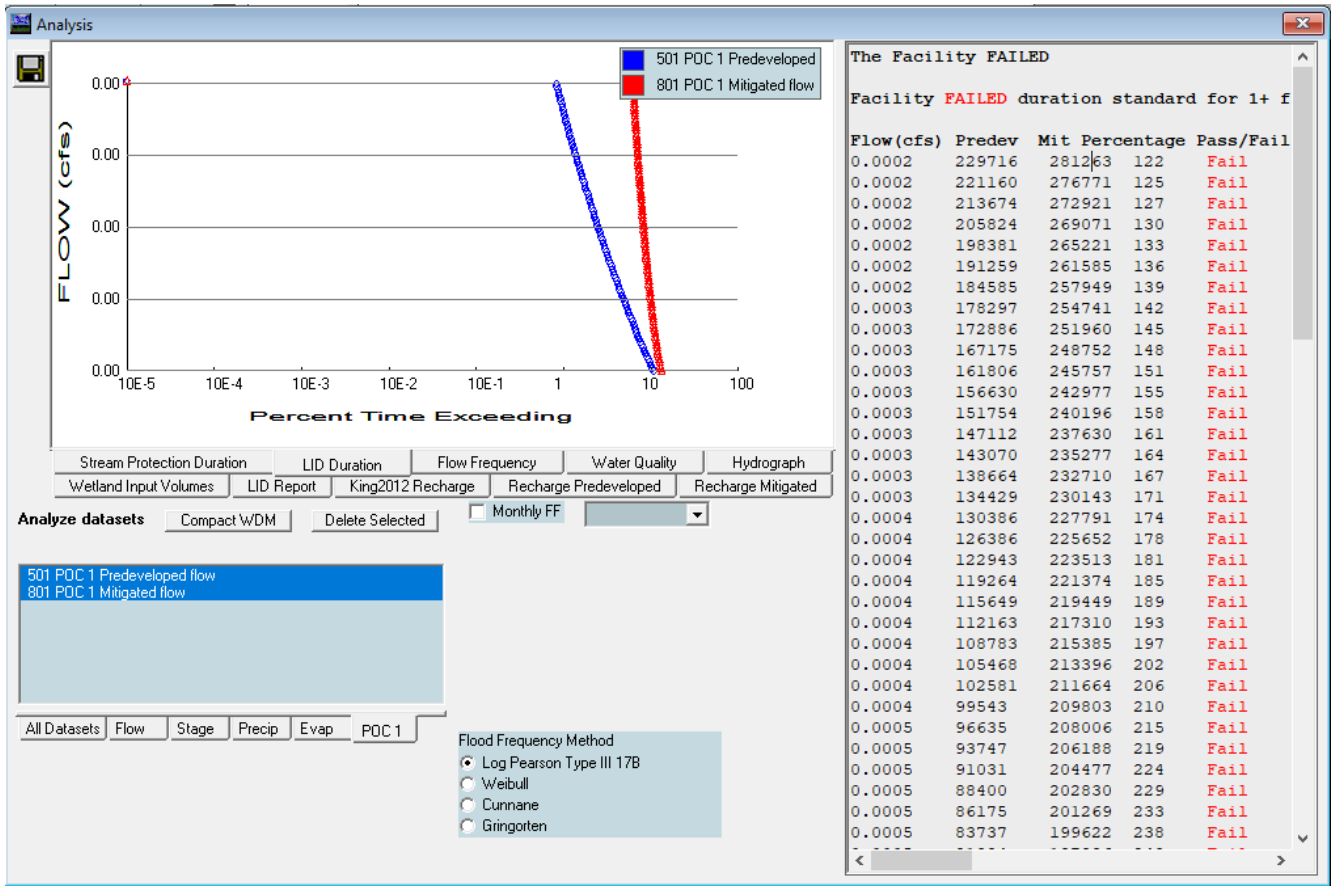 Analysis
501 POC 1 Predeveloped
801 POC 1 Mitigated flow
FLOW (cfs)
0.00
0.00
0.00
0.00
0.00
10E-5 10E-4 10E-3 10E-2 10E-1 1 10 100
Percent Time Exceeding
Stream Protection Duration LID Duration Flow Frequency Water Quality Hydrograph
Wetland Input Volumes LID Report King2012 Recharge Recharge Predeveloped Recharge Mitigated
Analyze datasets Compact WDM Delete Selected Monthly FF
501 POC 1 Predeveloped flow
801 POC 1 Mitigated flow
All Datasets Flow Stage Precip Evap POC 1
Flood Frequency Method
Log Pearson Type III 17B
Weibull
Cunnane
Gringorten
The Facility FAILED
Facility FAILED duration standard for 1+ f
Flow(cfs) Predev Mit Percentage Pass/Fail
0.0002 229716 281263 122 Fail
0.0002 221160 276771 125 Fail
0.0002 213674 272921 127 Fail
0.0002 205824 269071 130 Fail
0.0002 198381 265221 133 Fail
0.0002 191259 261585 136 Fail
0.0002 184585 257949 139 Fail
0.0003 178297 254741 142 Fail
0.0003 172886 251960 145 Fail
0.0003 167175 248752 148 Fail
0.0003 161806 245757 151 Fail
0.0003 156630 242977 155 Fail
0.0003 151754 240196 158 Fail
0.0003 147112 237630 161 Fail
0.0003 143070 235277 164 Fail
0.0003 138664 232710 167 Fail
0.0003 134429 230143 171 Fail
0.0004 130386 227791 174 Fail
0.0004 126386 225652 178 Fail
0.0004 122943 223513 181 Fail
0.0004 119264 221374 185 Fail
0.0004 115649 219449 189 Fail
0.0004 112163 217310 193 Fail
0.0004 108783 215385 197 Fail
0.0004 105468 213396 202 Fail
0.0004 102581 211664 206 Fail
0.0004 99543 209803 210 Fail
0.0005 96635 208006 215 Fail
0.0005 93747 206188 219 Fail
0.0005 91031 204477 224 Fail
0.0005 88400 202830 229 Fail
0.0005 86175 201269 233 Fail
0.0005 83737 199622 238 Fail